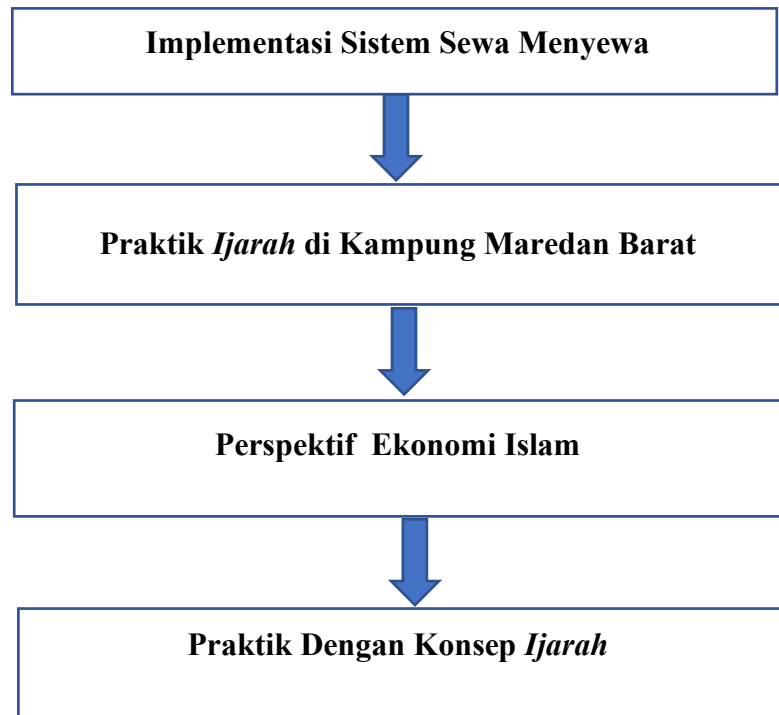 Implementasi Sistem Sewa Menyewa
Praktik Ijarah di Kampung Maredan Barat
Perspektif Ekonomi Islam
Praktik Dengan Konsep Ijarah